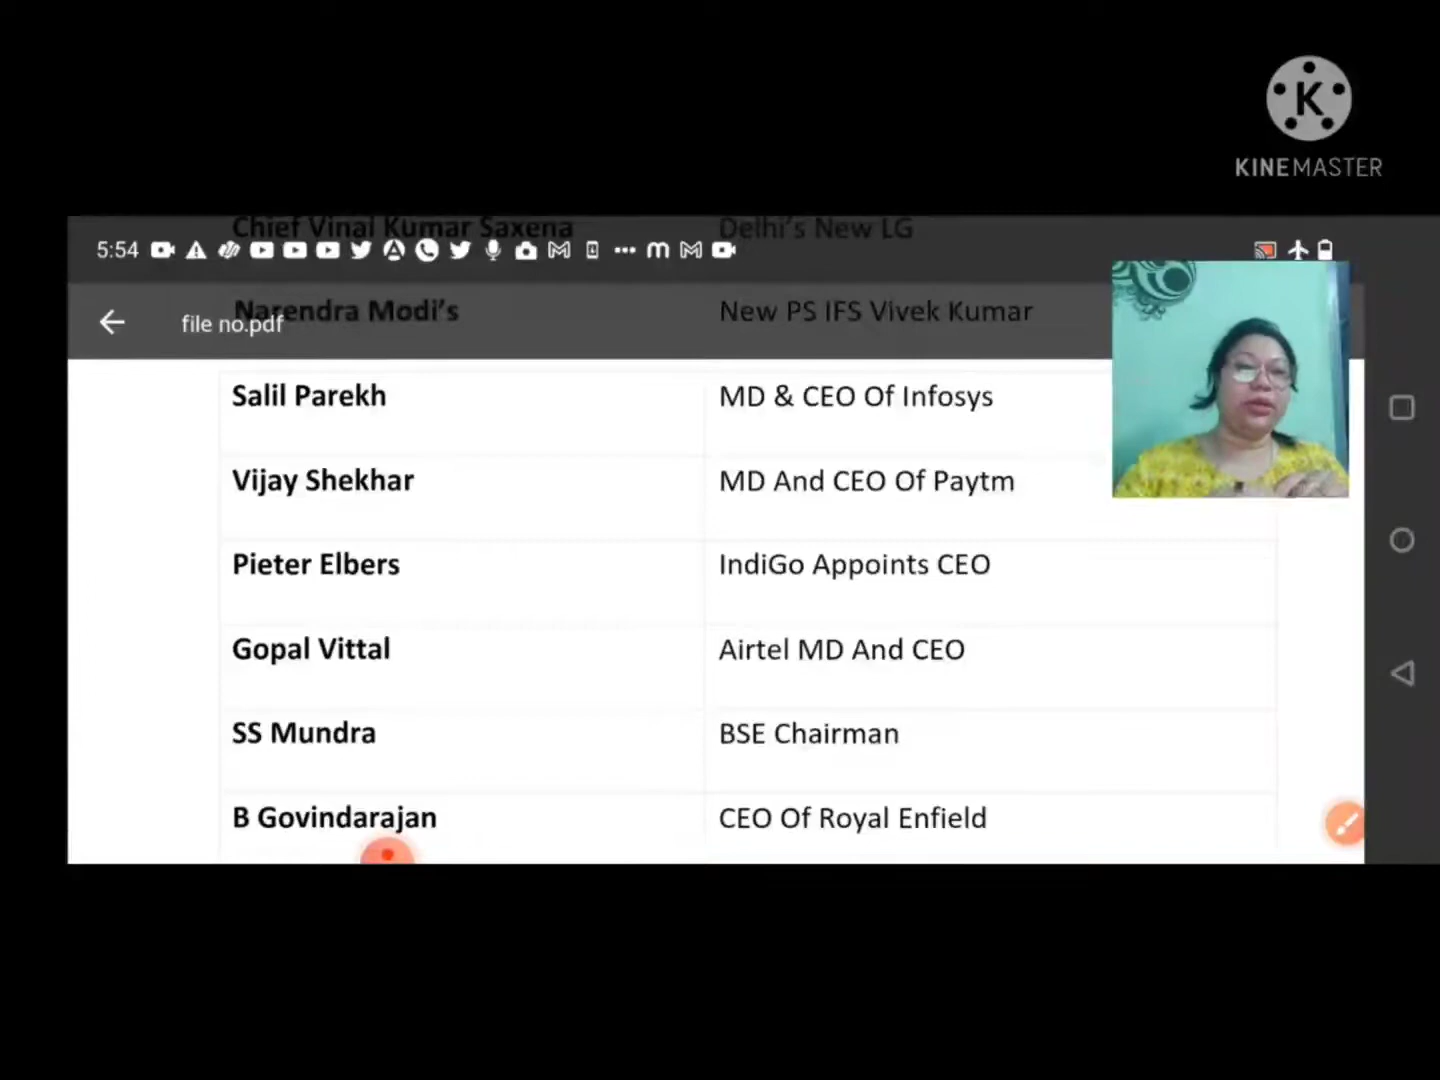 KINEMASTER
Chief Vinal Kumar Saxena Delhi's New LG
5:54
Narendra Modi's New PS IFS Vivek Kumar
file no.pdf
Salil Parekh MD & CEO Of Infosys
Vijay Shekhar MD And CEO Of Paytm
Pieter Elbers IndiGo Appoints CEO
Gopal Vittal Airtel MD And CEO
SS Mundra BSE Chairman
B Govindarajan CEO Of Royal Enfield